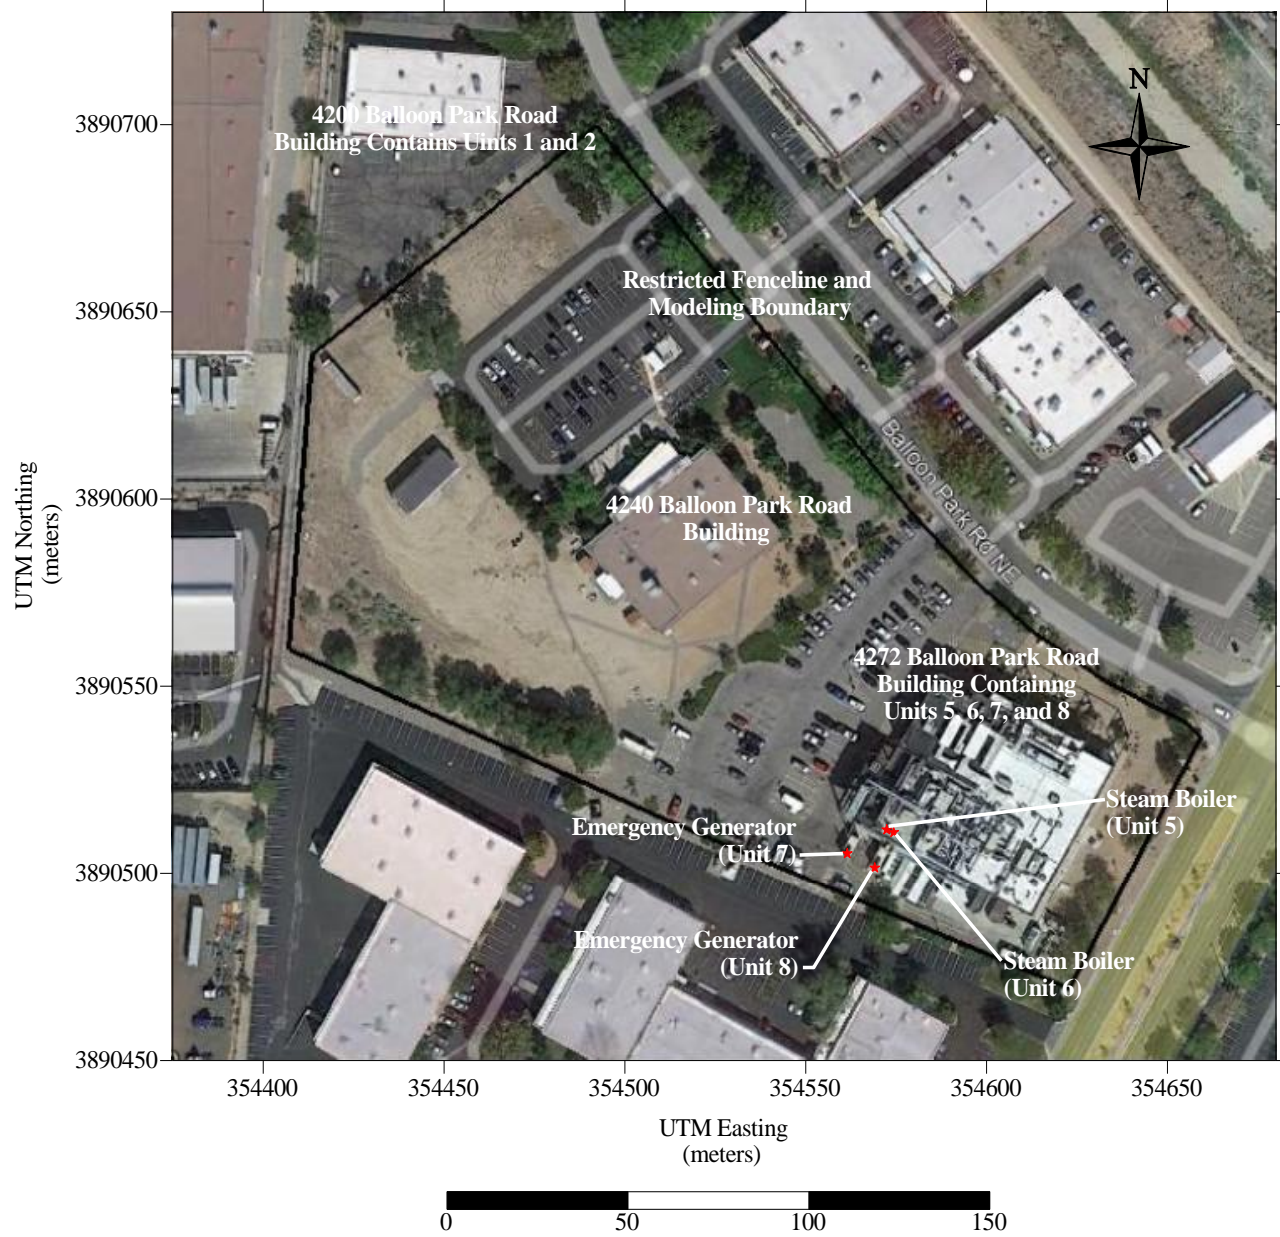 N
4200 Balloon Park Road
Building Contains Uints 1 and 2
Restricted Fenceline and
Modeling Boundary
Balloon Park Rd NE
4240 Balloon Park Road
Building
4272 Balloon Park Road
Building Containng
Units 5, 6, 7, and 8
Steam Boiler
(Unit 5)
Emergency Generator
(Unit 7)
Emergency Generator
(Unit 8)
Steam Boiler
(Unit 6)
UTM Northing
(meters)
3890700
3890650
3890600
3890550
3890500
3890450
354400 354450 354500 354550 354600 354650
UTM Easting
(meters)
0 50 100 150